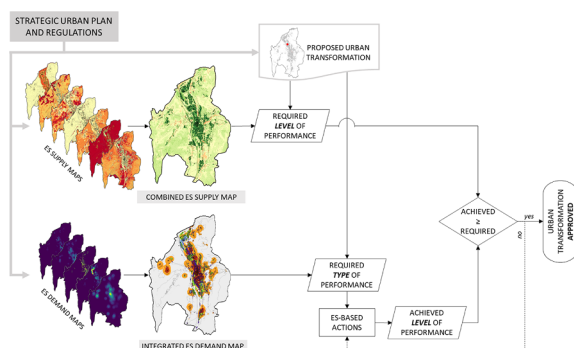 STRATEGIC URBAN PLAN
AND REGULATIONS
PROPOSED URBAN
TRANSFORMATION
ES SUPPLY MAPS
COMBINED ES SUPPLY MAP
REQUIRED
LEVEL OF
PERFORMANCE
ACHIEVED
≥
REQUIRED
yes
no
URBAN
TRANSFORMATION
APPROVED
ES DEMAND MAPS
INTEGRATED ES DEMAND MAP
REQUIRED
TYPE OF
PERFORMANCE
ES-BASED
ACTIONS
ACHIEVED
LEVEL OF
PERFORMANCE